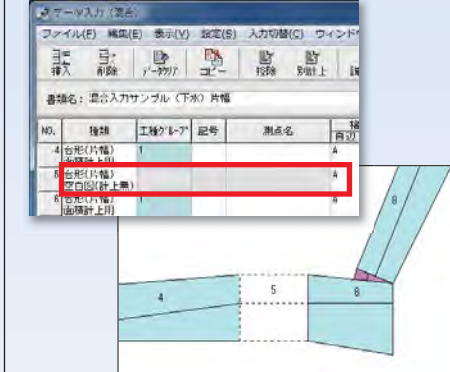 データ入力（混合）
ファイル(F) 編集(E) 表示(V) 設定(S) 入力切替(C) ウィンドウ
挿入 削除 データクリア コピー 控除 別計上
書類名: 混合入力サンプル（下水）片幅
NO. 種類 工種グループ 記号 測点名
自辺
4 台形(片幅) 1 A
面積計上用
5 台形(片幅) A
空白図(計上無)
6 台形(片幅) 1 A
面積計上用
4
5
6
8